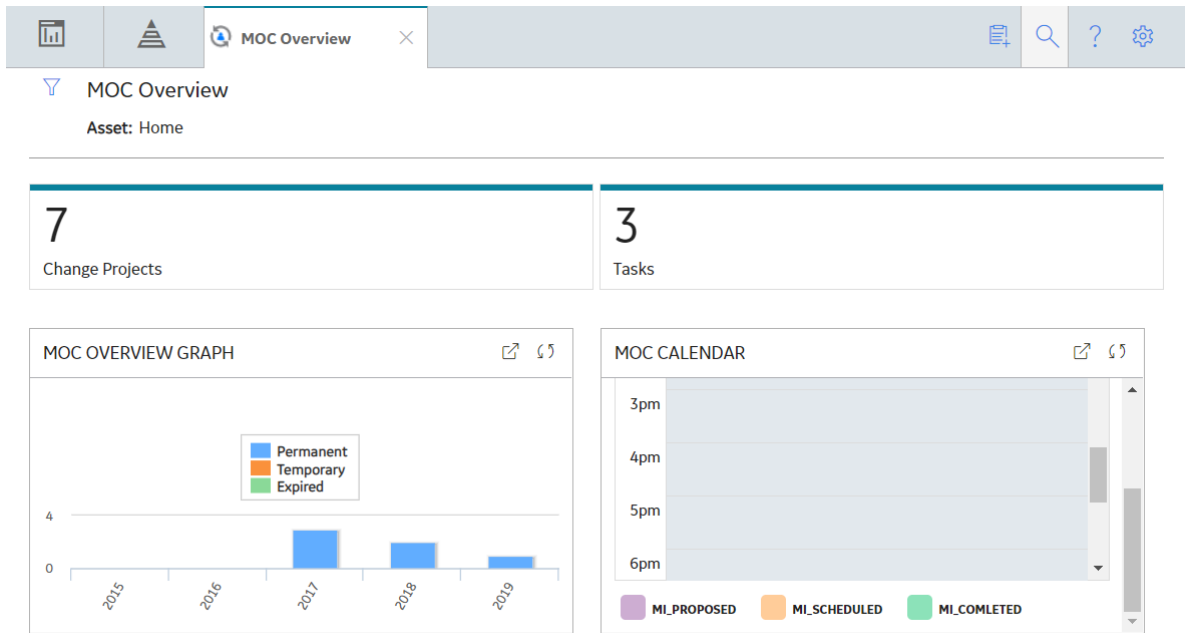 MOC Overview
?
MOC Overview
Asset: Home
7
Change Projects
3
Tasks
MOC OVERVIEW GRAPH
Permanent
Temporary
Expired
4
0
2015
2016
2017
2018
2019
MOC CALENDAR
3pm
4pm
5pm
6pm
MI_PROPOSED
MI_SCHEDULED
MI_COMLETED